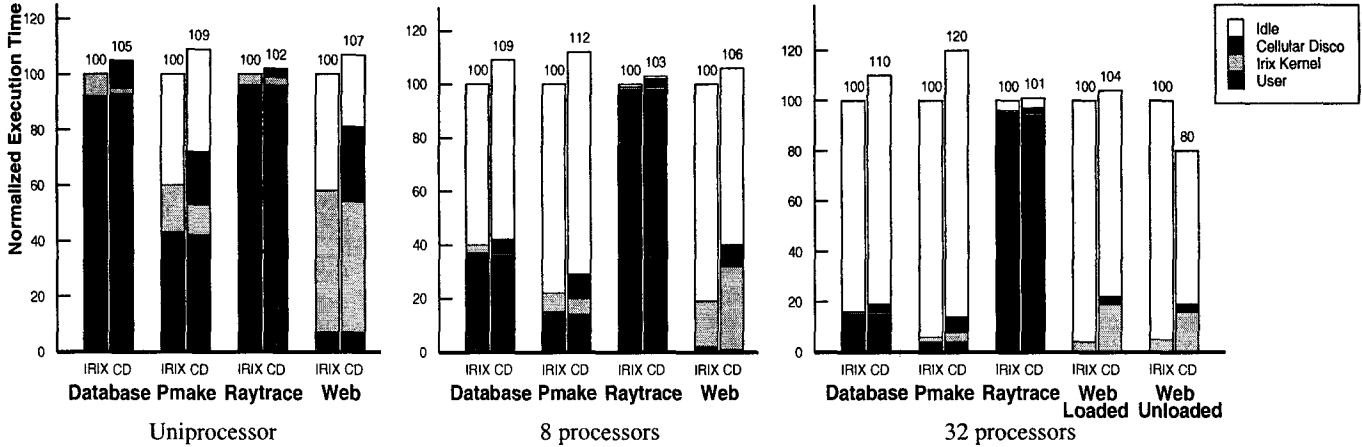 Normalized Execution Time
120
100
80
60
40
20
0
100 105
100 109
100 102
100 107
IRIX CD IRIX CD IRIX CD IRIX CD
Database Pmake Raytrace Web
Uniprocessor
120
100
80
60
40
20
0
100 109
100 112
100 103
100 106
IRIX CD IRIX CD IRIX CD IRIX CD
Database Pmake Raytrace Web
8 processors
120
100
80
60
40
20
0
100 110
100 120
100 101
100 104
100 80
IRIX CD IRIX CD IRIX CD IRIX CD IRIX CD
Database Pmake Raytrace Web Web
Loaded Unloaded
32 processors
Idle
Cellular Disco
Irix Kernel
User